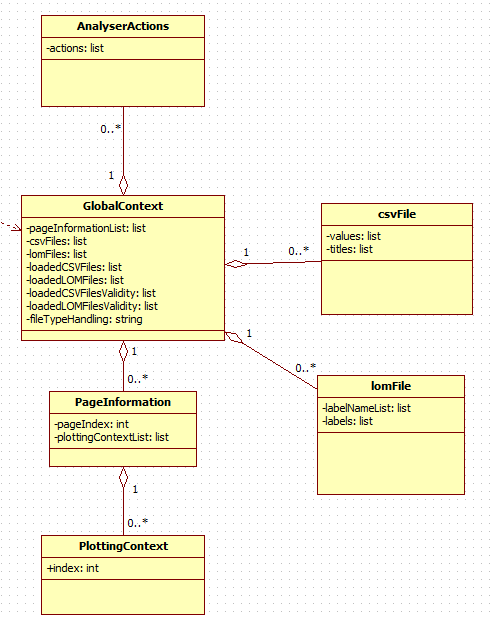 AnalyserActions
-actions: list
0..*
1
GlobalContext
-pageInformationList: list
-csvFiles: list
-lomFiles: list
-loadedCSVFiles: list
-loadedLOMFiles: list
-loadedCSVFilesValidity: list
-loadedLOMFilesValidity: list
-fileTypeHandling: string
1
0..*
csvFile
-values: list
-titles: list
1
0..*
lomFile
-labelNameList: list
-labels: list
1
0..*
PageInformation
-pageIndex: int
-plottingContextList: list
1
0..*
PlottingContext
+index: int